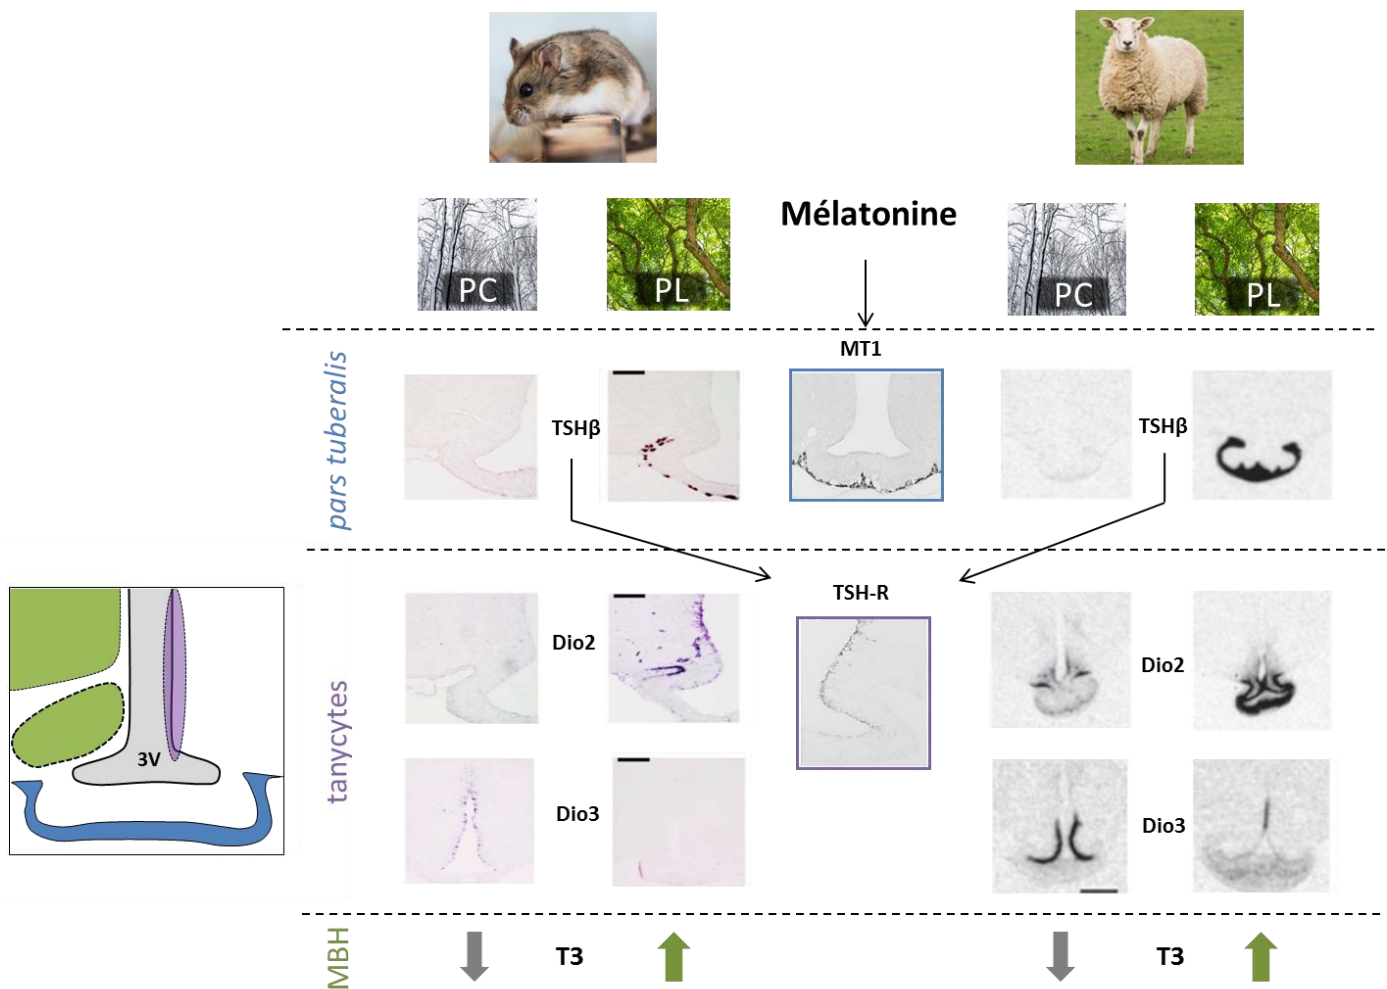 Mélatonine
PC
PL
PC
PL
MT1
pars tuberalis
TSHβ
TSHβ
TSH-R
tanycytes
Dio2
Dio2
3V
Dio3
Dio3
MBH
T3
T3